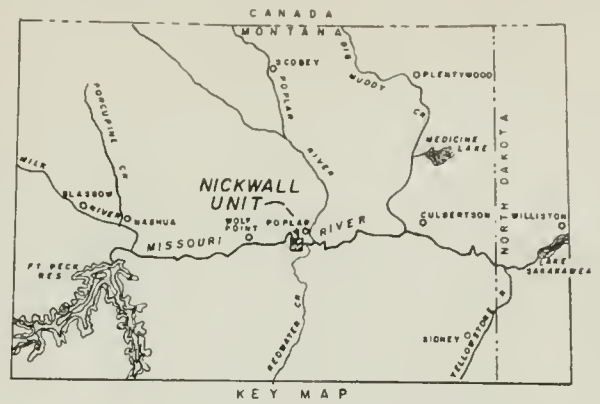 CANADA
MONTANA
SCOBEY
POPLAR
RIVER
BIG
MUDDY
CR
PLENTYWOOD
PORCUPINE
CR
MEDICINE
LAKE
NORTH DAKOTA
MILK
RIVER
GLASGOW
NASHUA
NICKWALL
UNIT
WOLF
POINT
POPLAR
MISSOURI
RIVER
CULBERTSON
WILLISTON
LAKE
SAKAKAWEA
FT PECK
RES.
REDWATER CR
SIDNEY
YELLOWSTONE R
KEY MAP